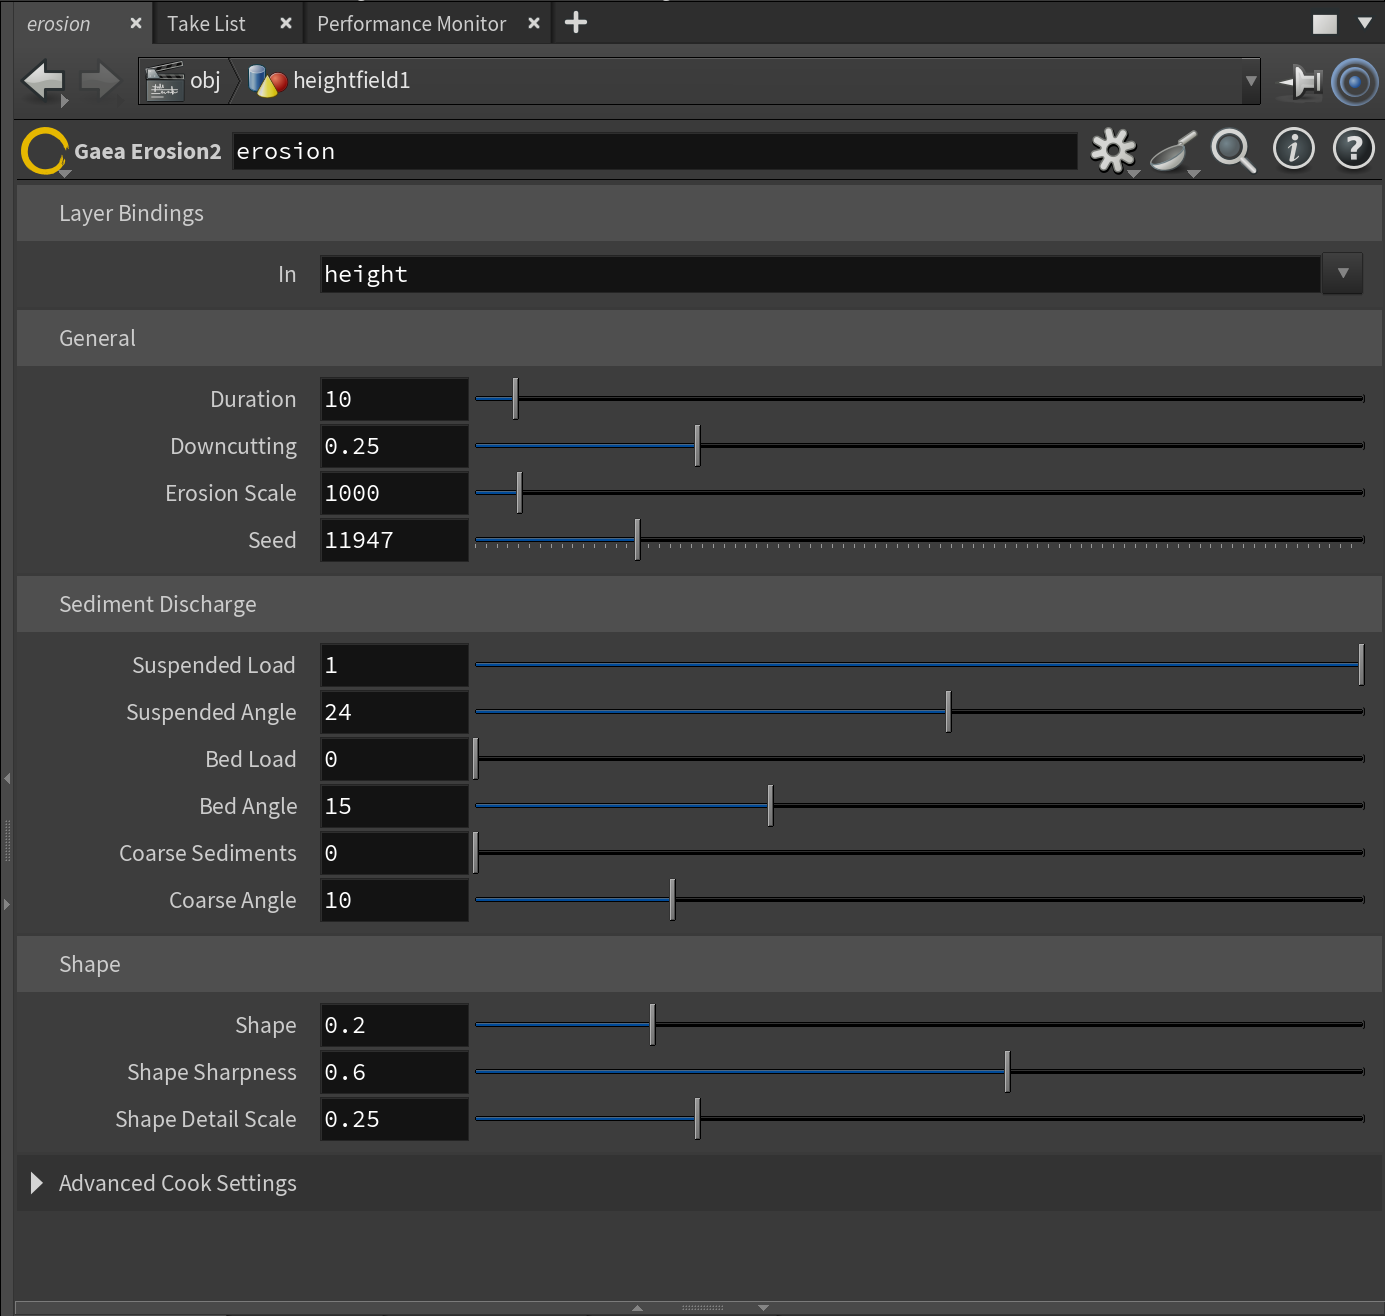 erosion Take List Performance Monitor
obj heightfield1
Gaea Erosion2 erosion
Layer Bindings
In height
General
Duration 10
Downcutting 0.25
Erosion Scale 1000
Seed 11947
Sediment Discharge
Suspended Load 1
Suspended Angle 24
Bed Load 0
Bed Angle 15
Coarse Sediments 0
Coarse Angle 10
Shape
Shape 0.2
Shape Sharpness 0.6
Shape Detail Scale 0.25
Advanced Cook Settings